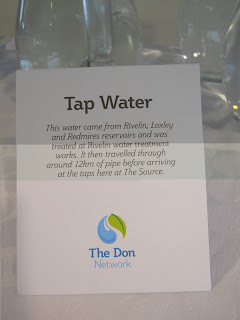 Tap Water
This water came from Rivelin, Loxley
and Redmires reservoirs and was
treated at Rivelin water treatment
works. It then travelled through
around 12km of pipe before arriving
at the taps here at The Source.
The Don
Network